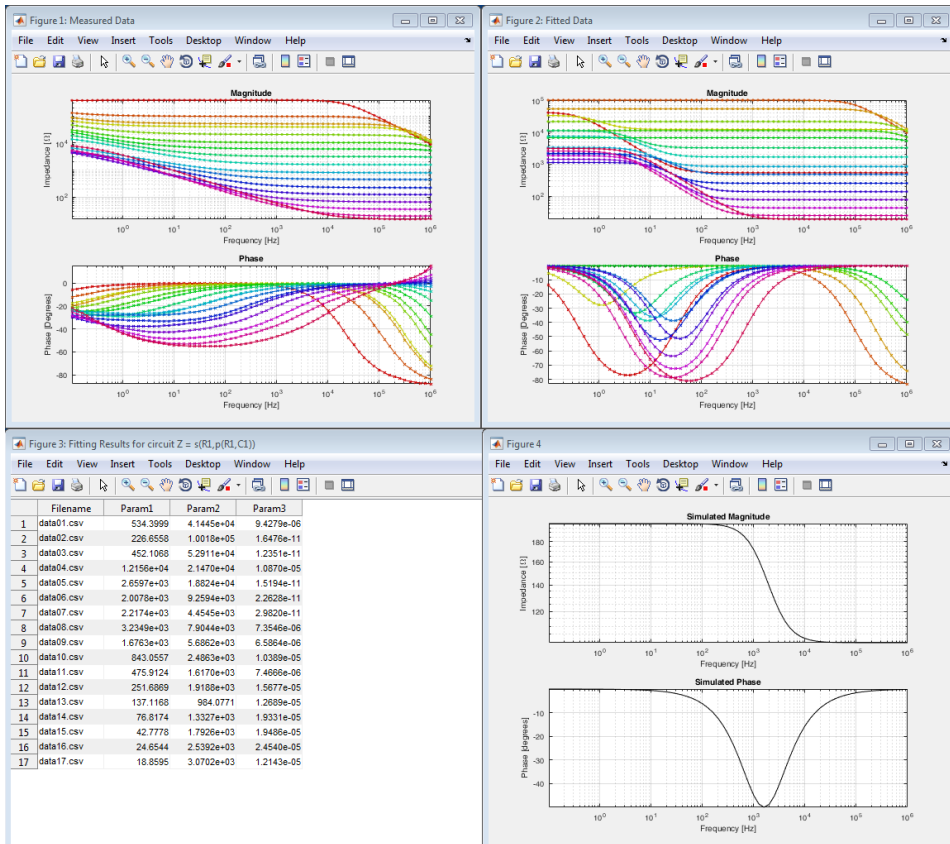 Figure 1: Measured Data
File Edit View Insert Tools Desktop Window Help
Magnitude
Impedance [Ω]
10^4
10^2
10^0 10^1 10^2 10^3 10^4 10^5 10^6
Frequency [Hz]
Phase
Phase [Degrees]
0
-20
-40
-60
-80
10^0 10^1 10^2 10^3 10^4 10^5 10^6
Frequency [Hz]
Figure 2: Fitted Data
File Edit View Insert Tools Desktop Window Help
Magnitude
Impedance [Ω]
10^5
10^4
10^3
10^2
10^0 10^1 10^2 10^3 10^4 10^5 10^6
Frequency [Hz]
Phase
Phase [Degrees]
-10
-20
-30
-40
-50
-60
-70
-80
10^0 10^1 10^2 10^3 10^4 10^5 10^6
Frequency [Hz]
Figure 3: Fitting Results for circuit Z = s(R1,p(R1,C1))
File Edit View Insert Tools Desktop Window Help
Filename Param1 Param2 Param3
1 data01.csv 534.3999 4.1445e+04 9.4279e-06
2 data02.csv 226.6558 1.0018e+05 1.6476e-11
3 data03.csv 452.1068 5.2911e+04 1.2351e-11
4 data04.csv 1.2156e+04 2.1470e+04 1.0870e-05
5 data05.csv 2.6597e+03 1.8824e+04 1.5194e-11
6 data06.csv 2.0078e+03 9.2594e+03 2.2628e-11
7 data07.csv 2.2174e+03 4.4545e+03 2.9820e-11
8 data08.csv 3.2349e+03 7.9044e+03 7.3546e-06
9 data09.csv 1.6763e+03 5.6862e+03 6.5864e-06
10 data10.csv 843.0557 2.4863e+03 1.0389e-05
11 data11.csv 475.9124 1.6170e+03 7.4666e-06
12 data12.csv 251.6869 1.9188e+03 1.5677e-05
13 data13.csv 137.1168 984.0771 1.2689e-05
14 data14.csv 76.8174 1.3327e+03 1.9331e-05
15 data15.csv 42.7778 1.7926e+03 1.9486e-05
16 data16.csv 24.6544 2.5392e+03 2.4540e-05
17 data17.csv 18.8595 3.0702e+03 1.2143e-05
Figure 4
File Edit View Insert Tools Desktop Window Help
Simulated Magnitude
Impedance [Ω]
180
160
140
120
10^0 10^1 10^2 10^3 10^4 10^5 10^6
Frequency [Hz]
Simulated Phase
Phase [degrees]
-10
-20
-30
-40
10^0 10^1 10^2 10^3 10^4 10^5 10^6
Frequency [Hz]